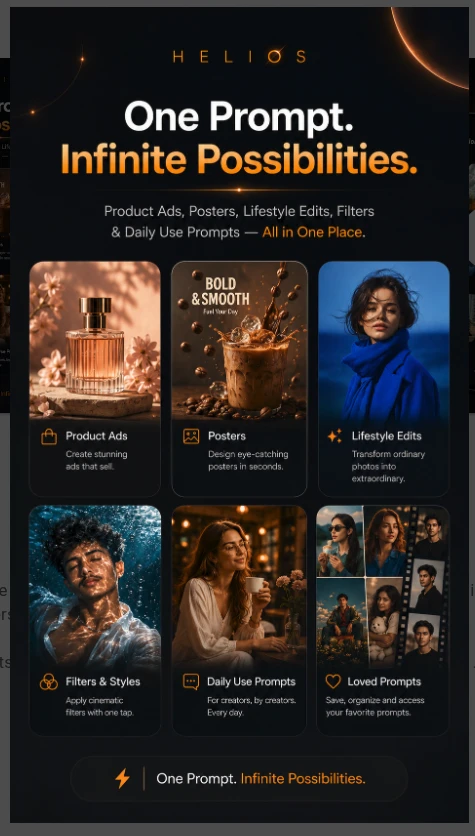 HELIOS
One Prompt.
Infinite Possibilities.
Product Ads, Posters, Lifestyle Edits, Filters
& Daily Use Prompts — All in One Place.
BOLD
& SMOOTH
Fuel Your Day
Product Ads
Create stunning
ads that sell.
Posters
Design eye-catching
posters in seconds.
Lifestyle Edits
Transform ordinary
photos into
extraordinary.
Filters & Styles
Apply cinematic
filters with one tap.
Daily Use Prompts
For creators, by creators.
Every day.
Loved Prompts
Save, organize and access
your favorite prompts.
One Prompt. Infinite Possibilities.